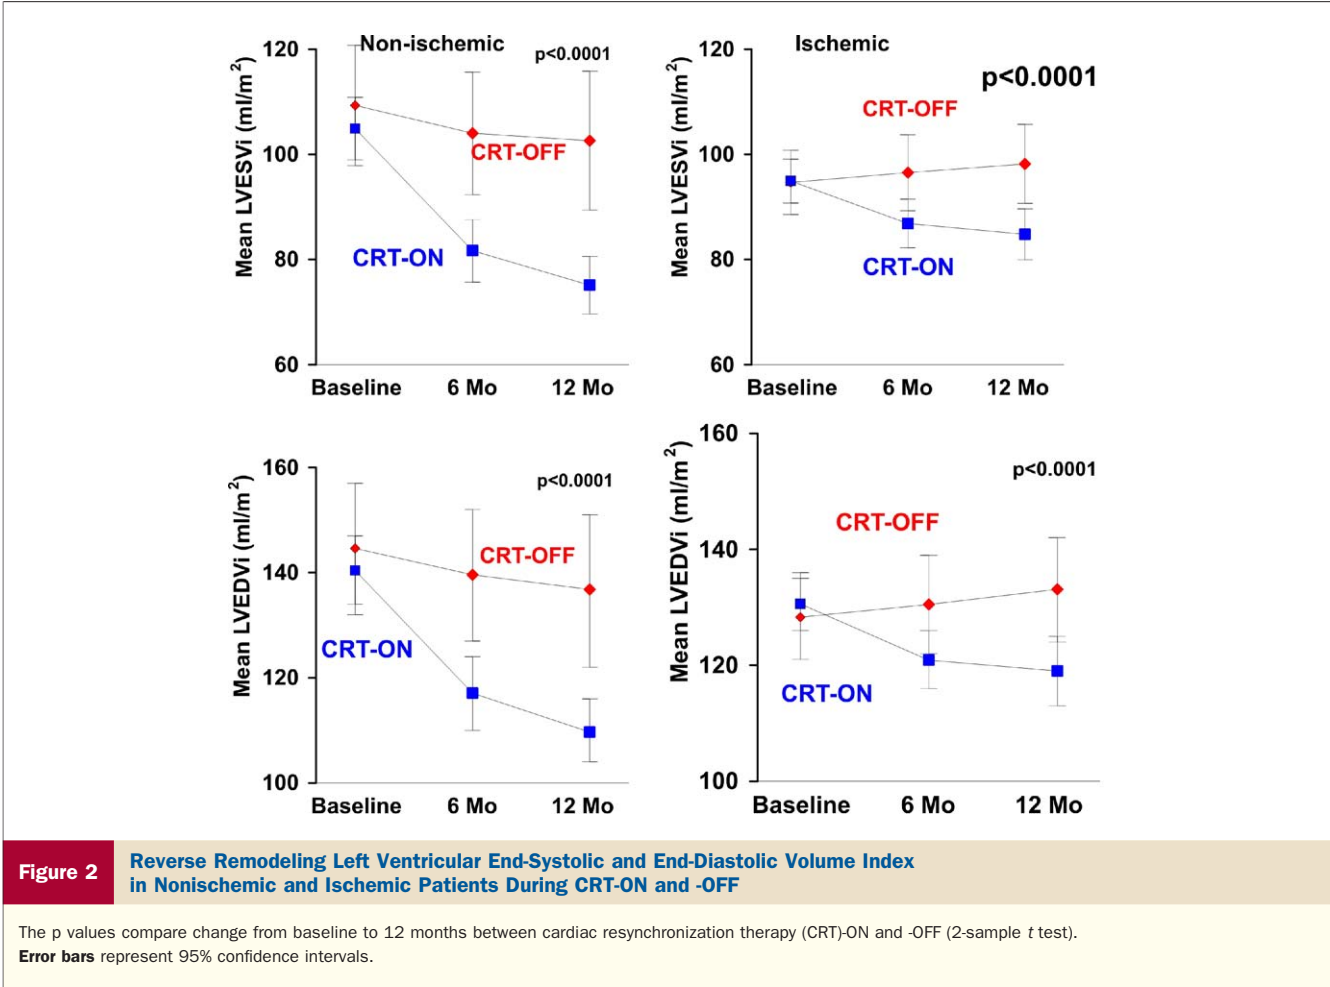 Non-ischemic
p<0.0001
Mean LVESVi (ml/m²)
120
100
80
60
CRT-OFF
CRT-ON
Baseline
6 Mo
12 Mo
Ischemic
p<0.0001
Mean LVESVi (ml/m²)
120
100
80
60
CRT-OFF
CRT-ON
Baseline
6 Mo
12 Mo
p<0.0001
Mean LVEDVi (ml/m²)
160
140
120
100
CRT-OFF
CRT-ON
Baseline
6 Mo
12 Mo
p<0.0001
Mean LVEDVi (ml/m²)
160
140
120
100
CRT-OFF
CRT-ON
Baseline
6 Mo
12 Mo
Figure 2
Reverse Remodeling Left Ventricular End-Systolic and End-Diastolic Volume Index
in Nonischemic and Ischemic Patients During CRT-ON and -OFF
The p values compare change from baseline to 12 months between cardiac resynchronization therapy (CRT)-ON and -OFF (2-sample t test).
Error bars represent 95% confidence intervals.